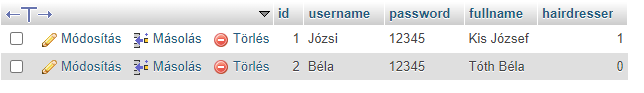 id username password fullname hairdresser
Módosítás Másolás Törlés 1 Józsi 12345 Kis József 1
Módosítás Másolás Törlés 2 Béla 12345 Tóth Béla 0